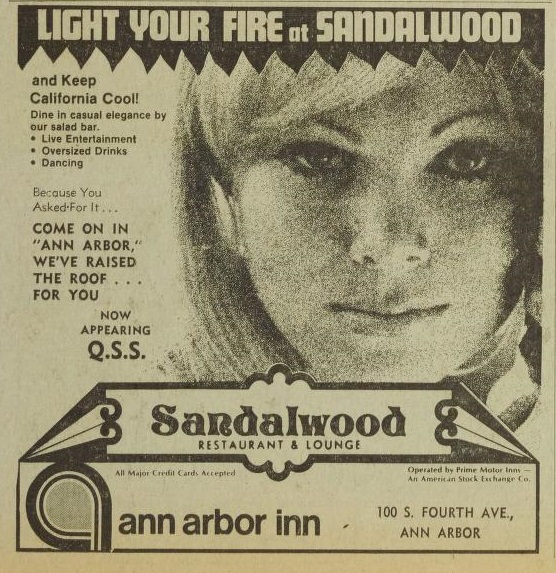 LIGHT YOUR FIRE at SANDALWOOD
and Keep
California Cool!
Dine in casual elegance by
our salad bar.
• Live Entertainment
• Oversized Drinks
• Dancing
Because You
Asked-For It . . .
COME ON IN
"ANN ARBOR,"
WE'VE RAISED
THE ROOF . . .
FOR YOU
NOW
APPEARING
Q.S.S.
Sandalwood
RESTAURANT & LOUNGE
All Major Credit Cards Accepted
Operated by Prime Motor Inns —
An American Stock Exchange Co.
ann arbor inn
100 S. FOURTH AVE.,
ANN ARBOR